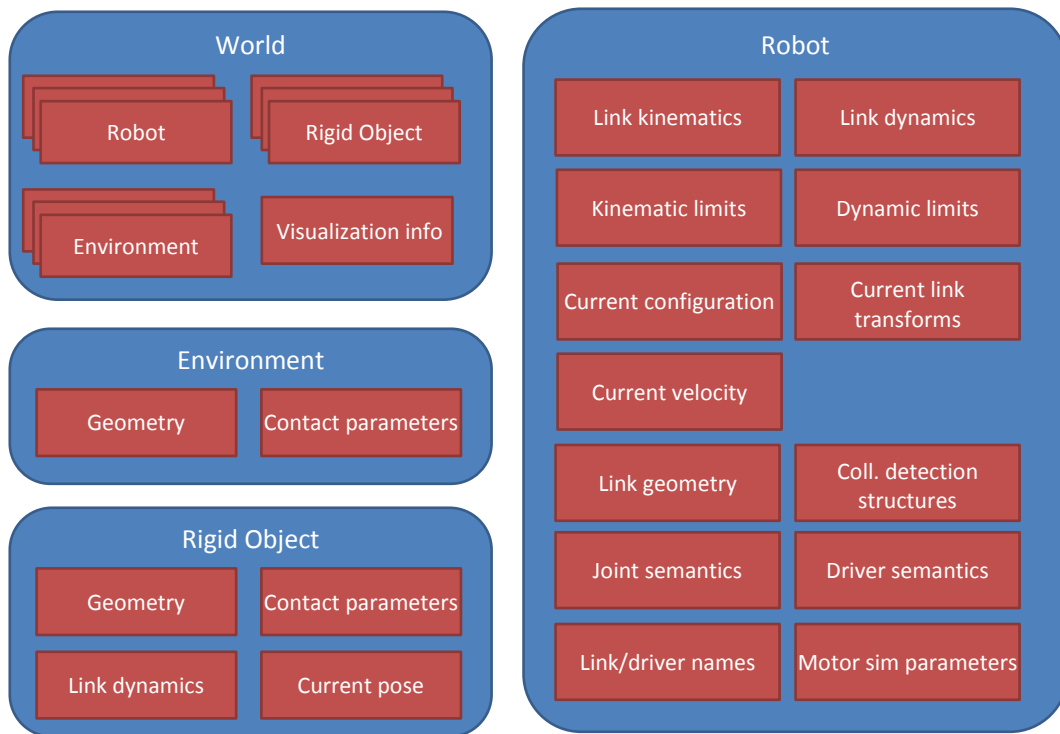 World
Robot
Rigid Object
Environment
Visualization info
Environment
Geometry
Contact parameters
Rigid Object
Geometry
Contact parameters
Link dynamics
Current pose
Robot
Link kinematics
Link dynamics
Kinematic limits
Dynamic limits
Current configuration
Current link
transforms
Current velocity
Link geometry
Coll. detection
structures
Joint semantics
Driver semantics
Link/driver names
Motor sim parameters